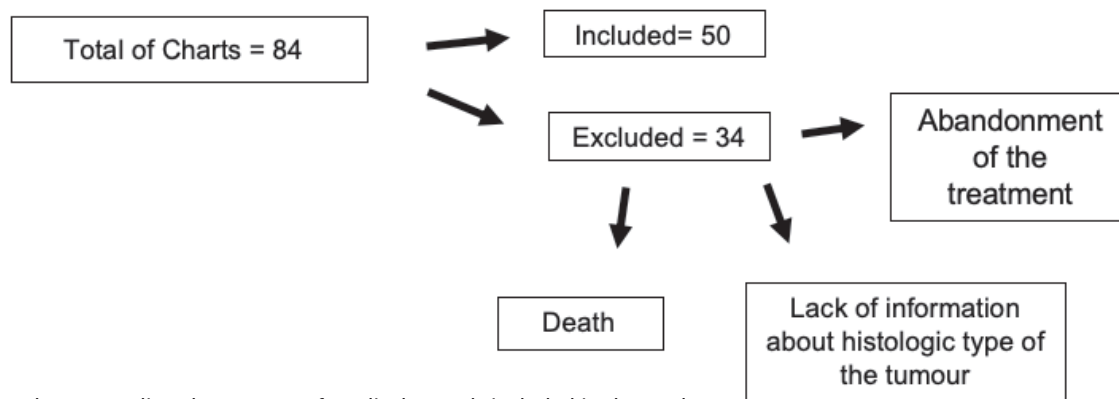 Total of Charts = 84
Included= 50
Excluded = 34
Abandonment
of the
treatment
Death
Lack of information
about histologic type of
the tumour